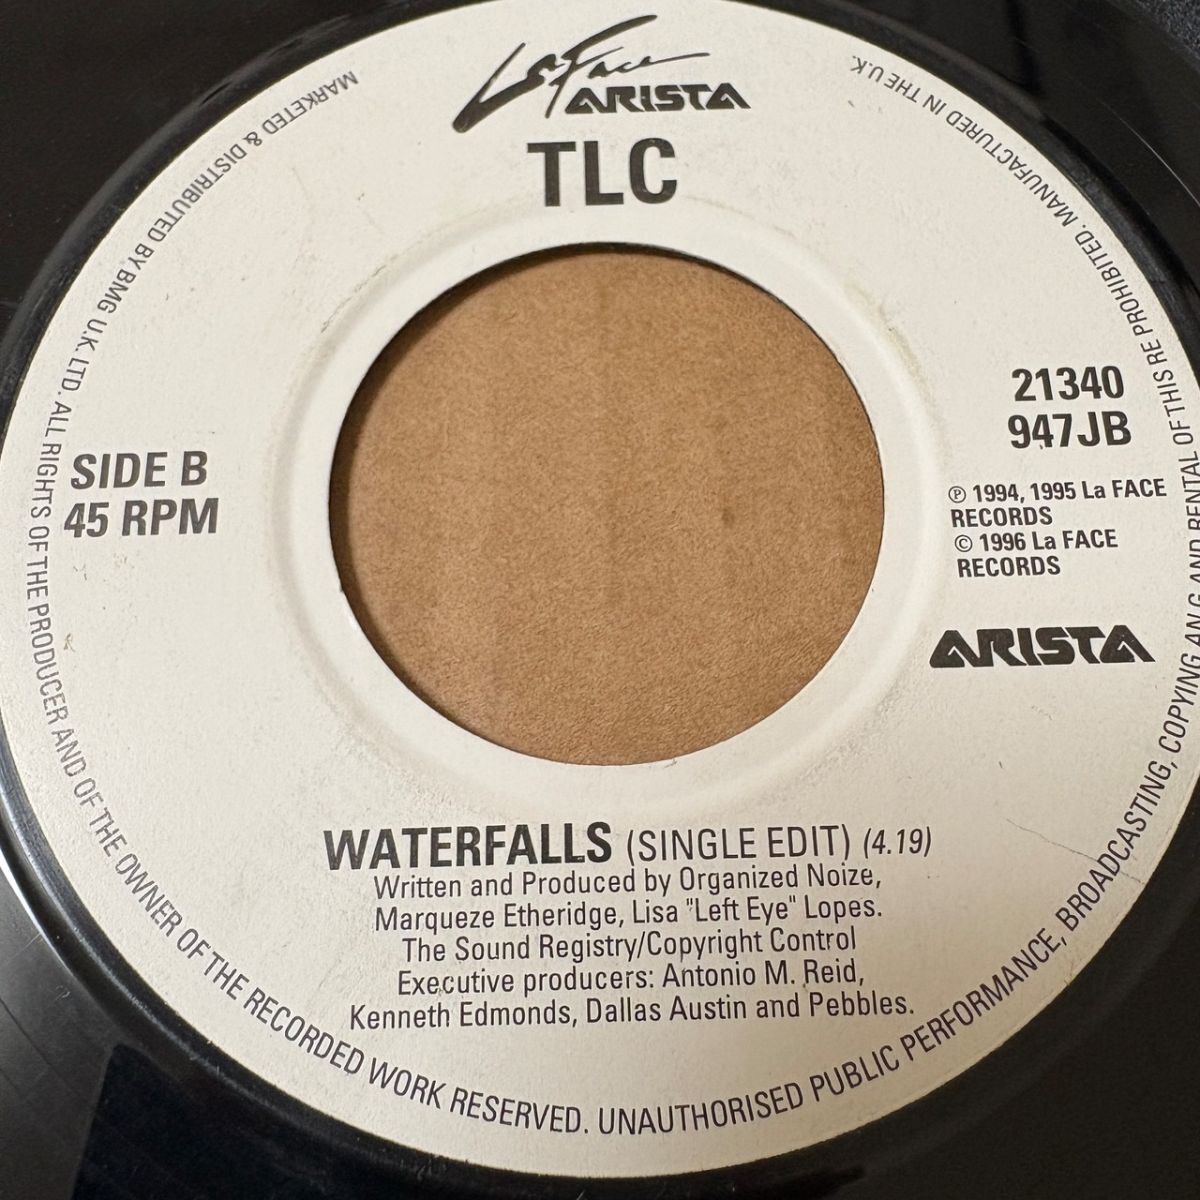 La Face
ARISTA
TLC
21340
947JB
SIDE B
45 RPM
℗ 1994, 1995 La FACE
RECORDS
© 1996 La FACE
RECORDS
ARISTA
WATERFALLS (SINGLE EDIT) (4.19)
Written and Produced by Organized Noize,
Marqueze Etheridge, Lisa "Left Eye" Lopes.
The Sound Registry/Copyright Control
Executive producers: Antonio M. Reid,
Kenneth Edmonds, Dallas Austin and Pebbles.
MARKETED & DISTRIBUTED BY BMG U.K. LTD. ALL RIGHTS OF THE PRODUCER AND OF THE OWNER OF THE RECORDED WORK RESERVED. UNAUTHORISED PUBLIC PERFORMANCE, BROADCASTING, COPYING AND RENTAL OF THIS RE PROHIBITED. MANUFACTURED IN THE U.K.